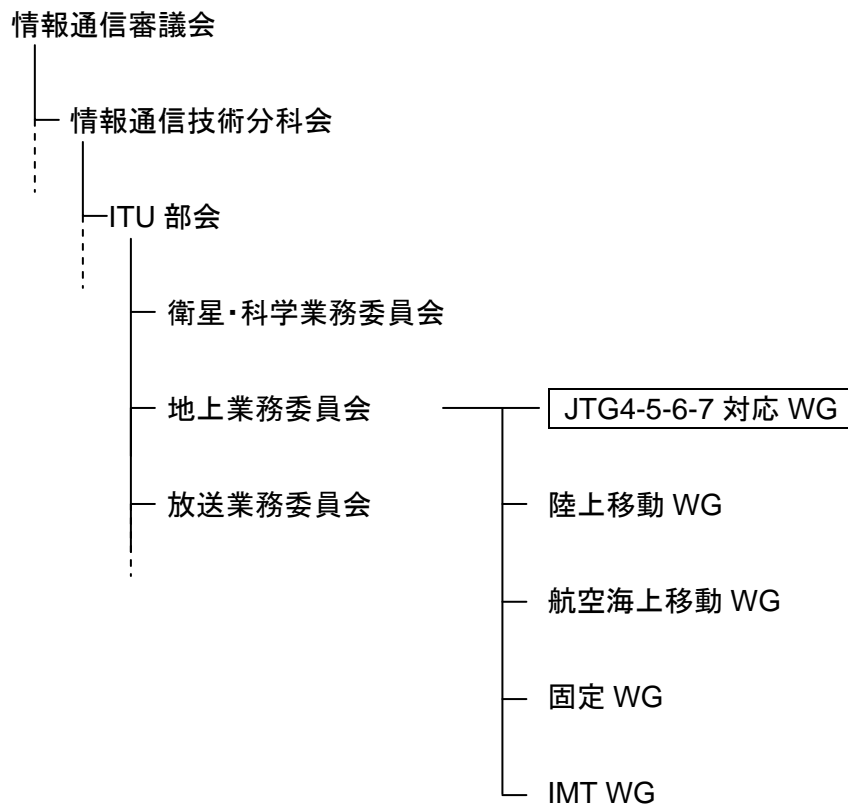 情報通信審議会
情報通信技術分科会
ITU 部会
衛星・科学業務委員会
地上業務委員会
JTG4-5-6-7 対応 WG
放送業務委員会
陸上移動 WG
航空海上移動 WG
固定 WG
IMT WG